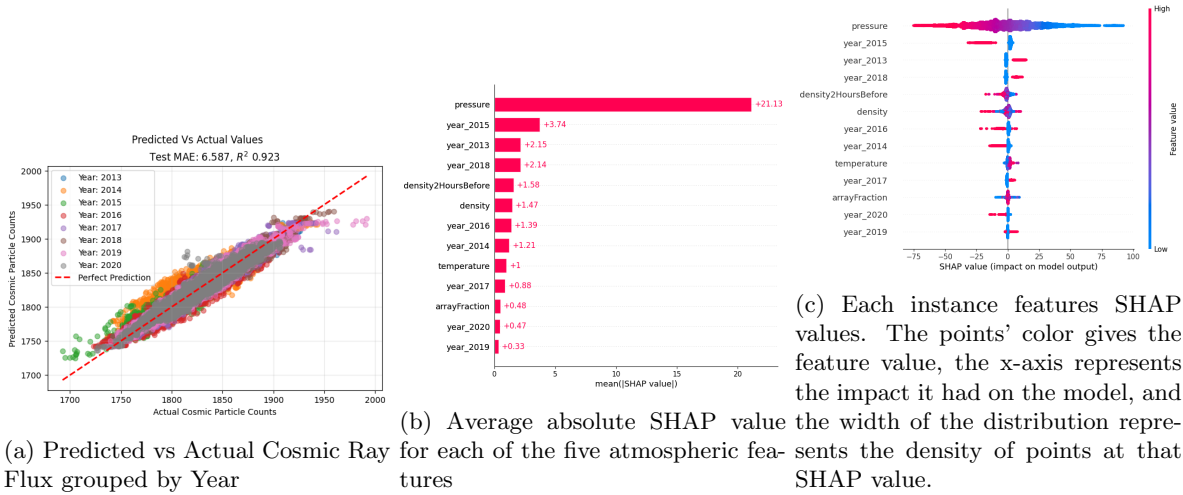 Predicted Vs Actual Values
Test MAE: 6.587, R² 0.923
Predicted Cosmic Particle Counts
2000
1950
1900
1850
1800
1750
1700
Year: 2013
Year: 2014
Year: 2015
Year: 2016
Year: 2017
Year: 2018
Year: 2019
Year: 2020
Perfect Prediction
1700 1750 1800 1850 1900 1950 2000
Actual Cosmic Particle Counts
(a) Predicted vs Actual Cosmic Ray
Flux grouped by Year
pressure +21.13
year_2015 +3.74
year_2013 +2.15
year_2018 +2.14
density2HoursBefore +1.58
density +1.47
year_2016 +1.39
year_2014 +1.21
temperature +1
year_2017 +0.88
arrayFraction +0.48
year_2020 +0.47
year_2019 +0.33
0 5 10 15 20
mean(|SHAP value|)
(b) Average absolute SHAP value
for each of the five atmospheric fea-
tures
pressure
year_2015
year_2013
year_2018
density2HoursBefore
density
year_2016
year_2014
temperature
year_2017
arrayFraction
year_2020
year_2019
−75 −50 −25 0 25 50 75 100
SHAP value (impact on model output)
High
Feature value
Low
(c) Each instance features SHAP
values. The points’ color gives the
feature value, the x-axis represents
the impact it had on the model, and
the width of the distribution repre-
sents the density of points at that
SHAP value.